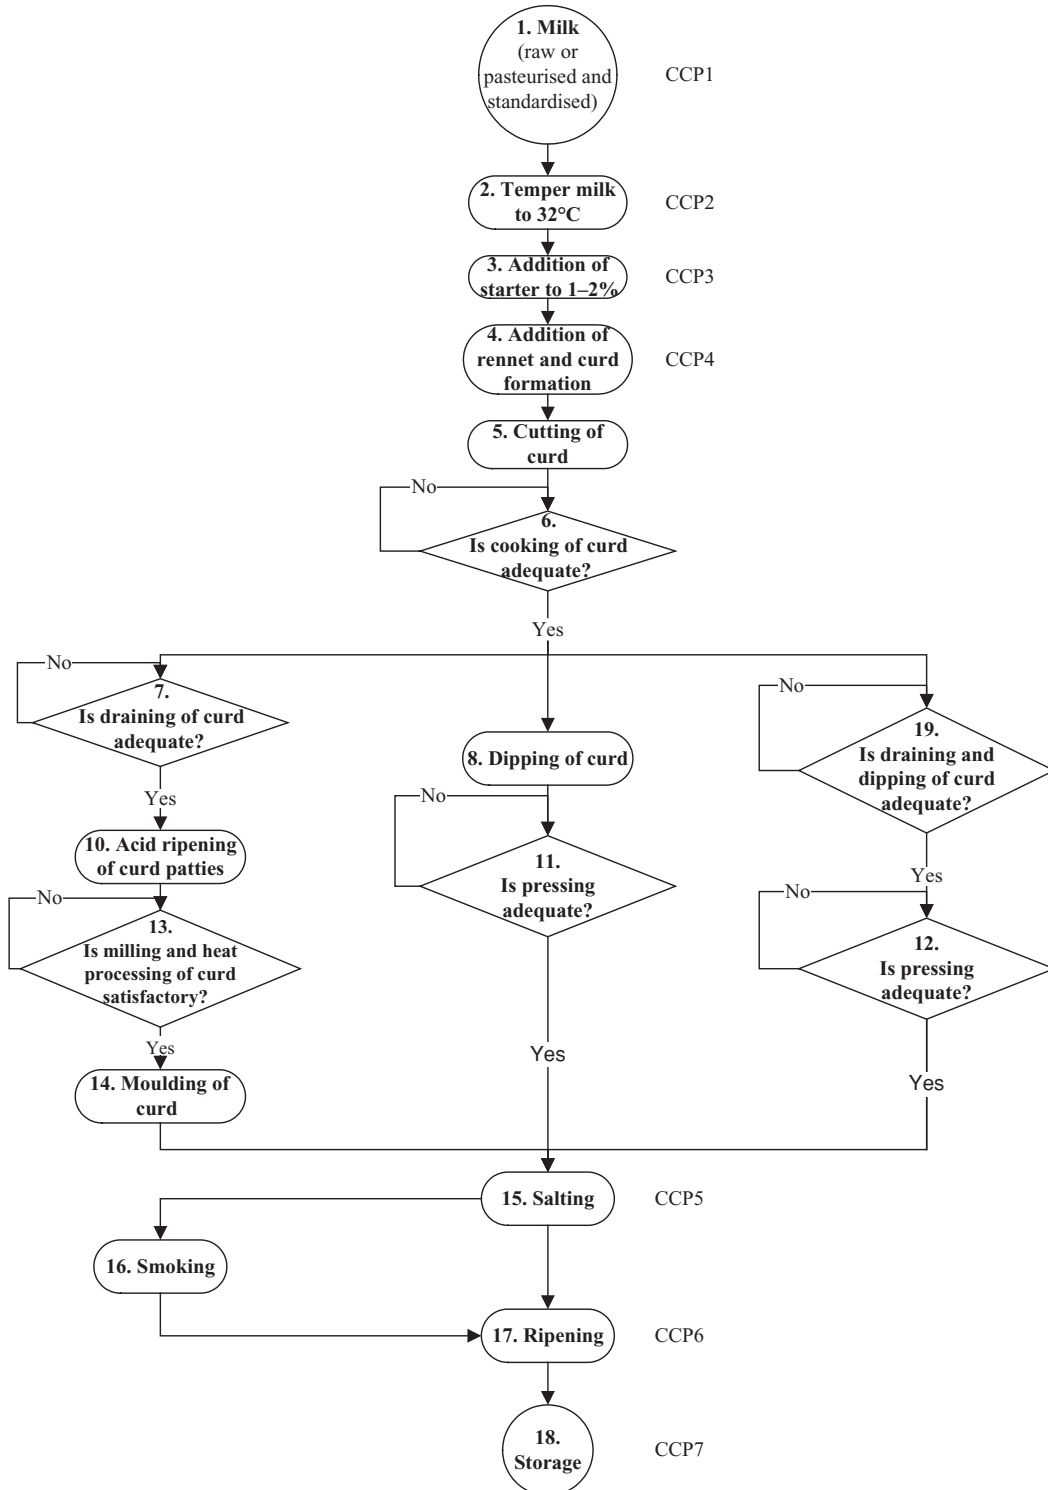 1. Milk
(raw or
pasteurised and
standardised)
CCP1
2. Temper milk
to 32°C
CCP2
3. Addition of
starter to 1–2%
CCP3
4. Addition of
rennet and curd
formation
CCP4
5. Cutting of
curd
No
6.
Is cooking of curd
adequate?
Yes
No
7.
Is draining of curd
adequate?
Yes
10. Acid ripening
of curd patties
No
13.
Is milling and heat
processing of curd
satisfactory?
Yes
14. Moulding of
curd
8. Dipping of curd
No
11.
Is pressing
adequate?
Yes
No
19.
Is draining and
dipping of curd
adequate?
Yes
No
12.
Is pressing
adequate?
Yes
15. Salting
CCP5
16. Smoking
17. Ripening
CCP6
18.
Storage
CCP7